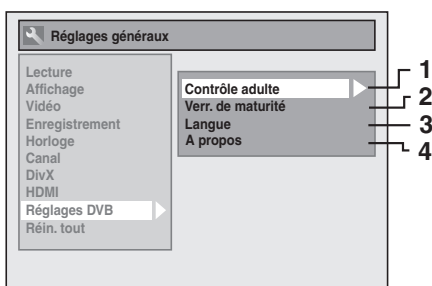 Réglages généraux
Lecture
Affichage
Vidéo
Enregistrement
Horloge
Canal
DivX
HDMI
Réglages DVB
Réin. tout
Contrôle adulte
Verr. de maturité
Langue
A propos
1
2
3
4